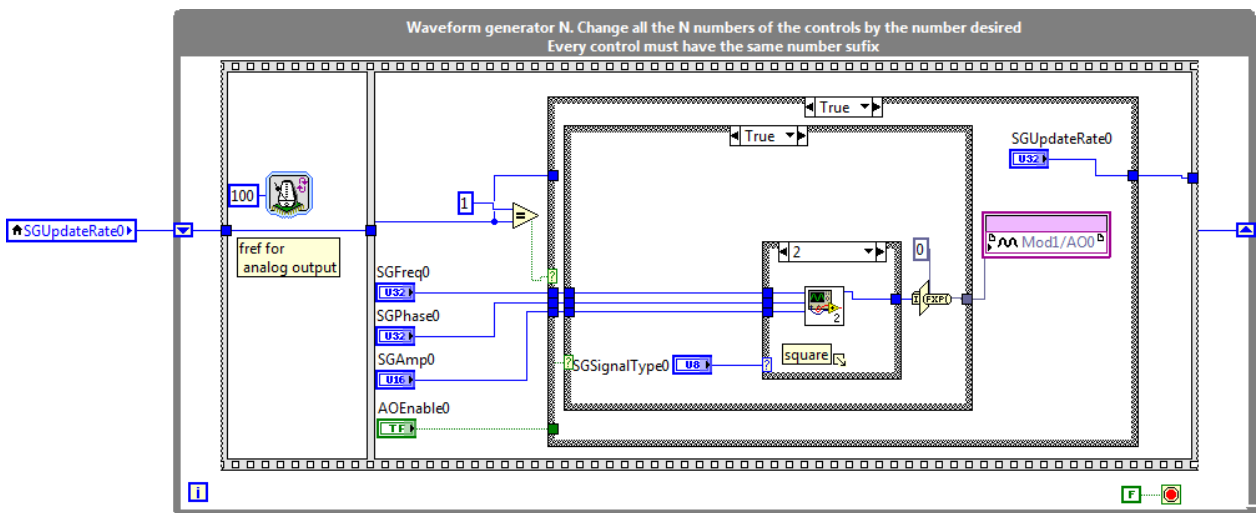 Waveform generator N. Change all the N numbers of the controls by the number desired
Every control must have the same number sufix
True
True
SGUpdateRate0
U32
100
1
=
SGUpdateRate0
fref for
analog output
2
0
Mod1/AO0
SGFreq0
U32
?
I
FXP(
SGPhase0
U32
2
SGAmp0
U16
?
SGSignalType0
U8
?
square
AOEnable0
TF
i
F